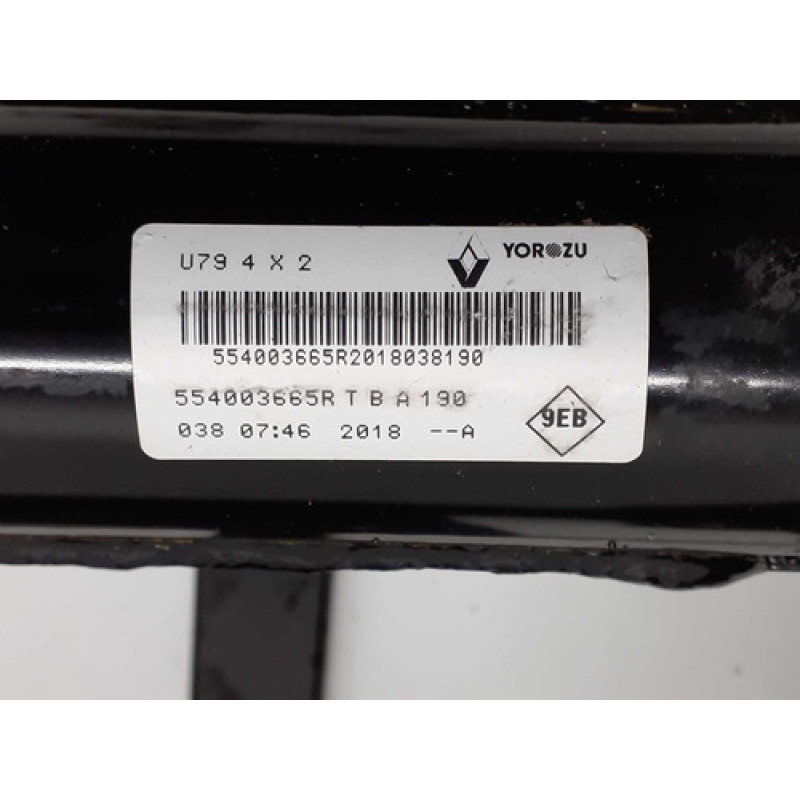 U79 4 X 2
YOROZU
554003665R2018038190
554003665R T B A 190
9EB
038 07:46 2018 --A